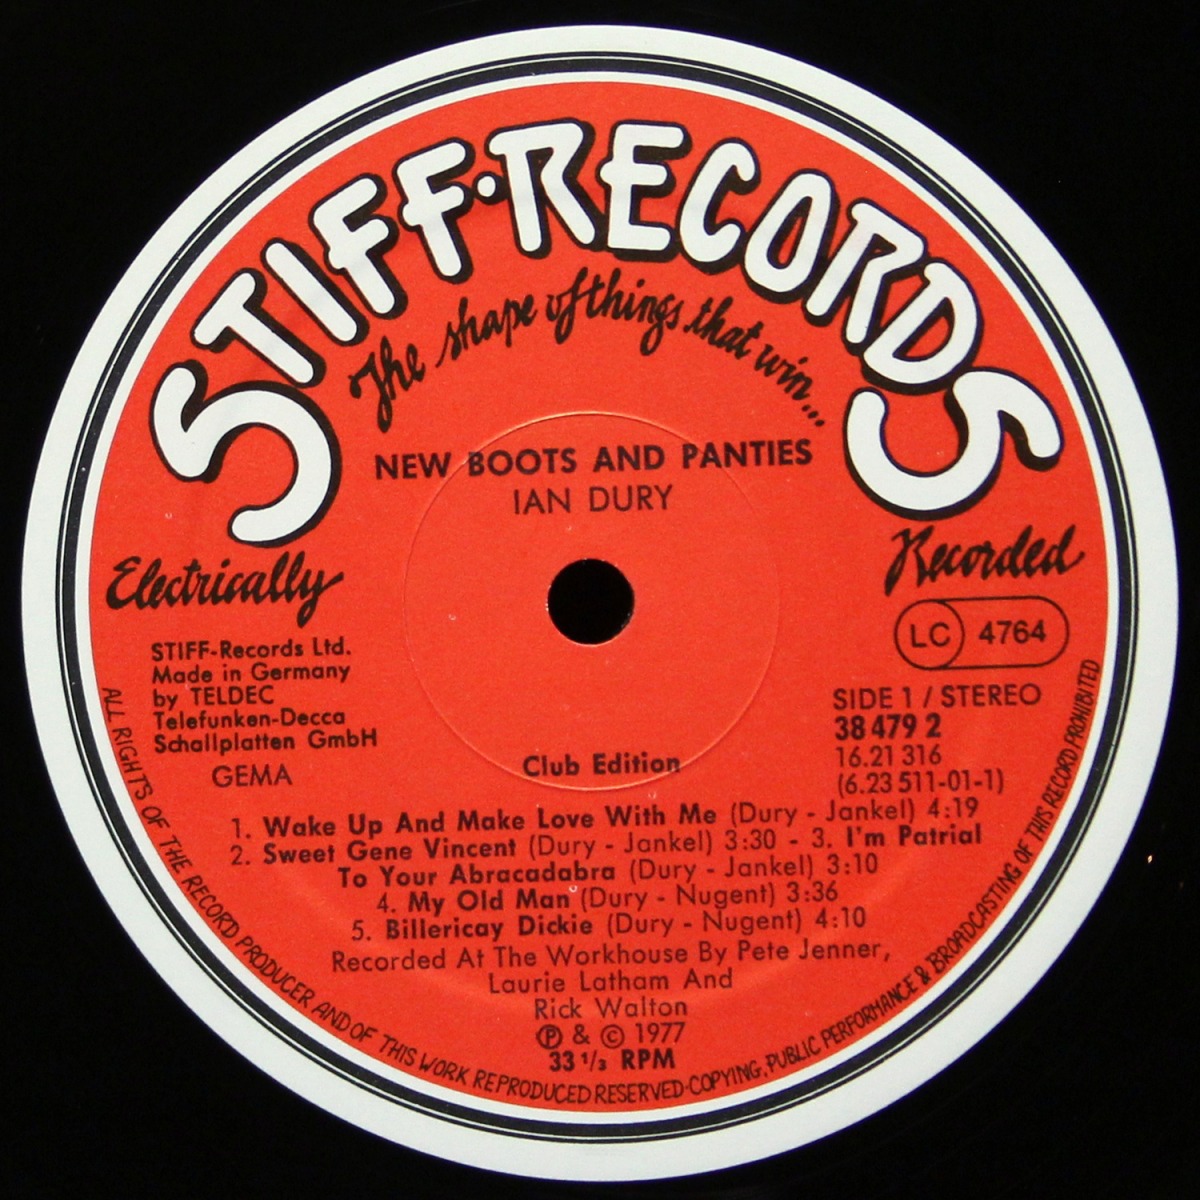 STIFF·RECORDS
The shape of things that win...
NEW BOOTS AND PANTIES
IAN DURY
Electrically
Recorded
STIFF-Records Ltd.
Made in Germany
by TELDEC
Telefunken-Decca
Schallplatten GmbH
GEMA
LC 4764
SIDE 1 / STEREO
38 479 2
16.21 316
(6.23 511-01-1)
Club Edition
1. Wake Up And Make Love With Me (Dury - Jankel) 4:19
2. Sweet Gene Vincent (Dury - Jankel) 3:30 - 3. I'm Patrial
To Your Abracadabra (Dury - Jankel) 3:10
4. My Old Man (Dury - Nugent) 3:36
5. Billericay Dickie (Dury - Nugent) 4:10
Recorded At The Workhouse By Pete Jenner,
Laurie Latham And
Rick Walton
℗ & © 1977
33 1/3 RPM
ALL RIGHTS OF THE RECORD PRODUCER AND OF THIS WORK REPRODUCED RESERVED·COPYING, PUBLIC PERFORMANCE & BROADCASTING OF THIS RECORD PROHIBITED